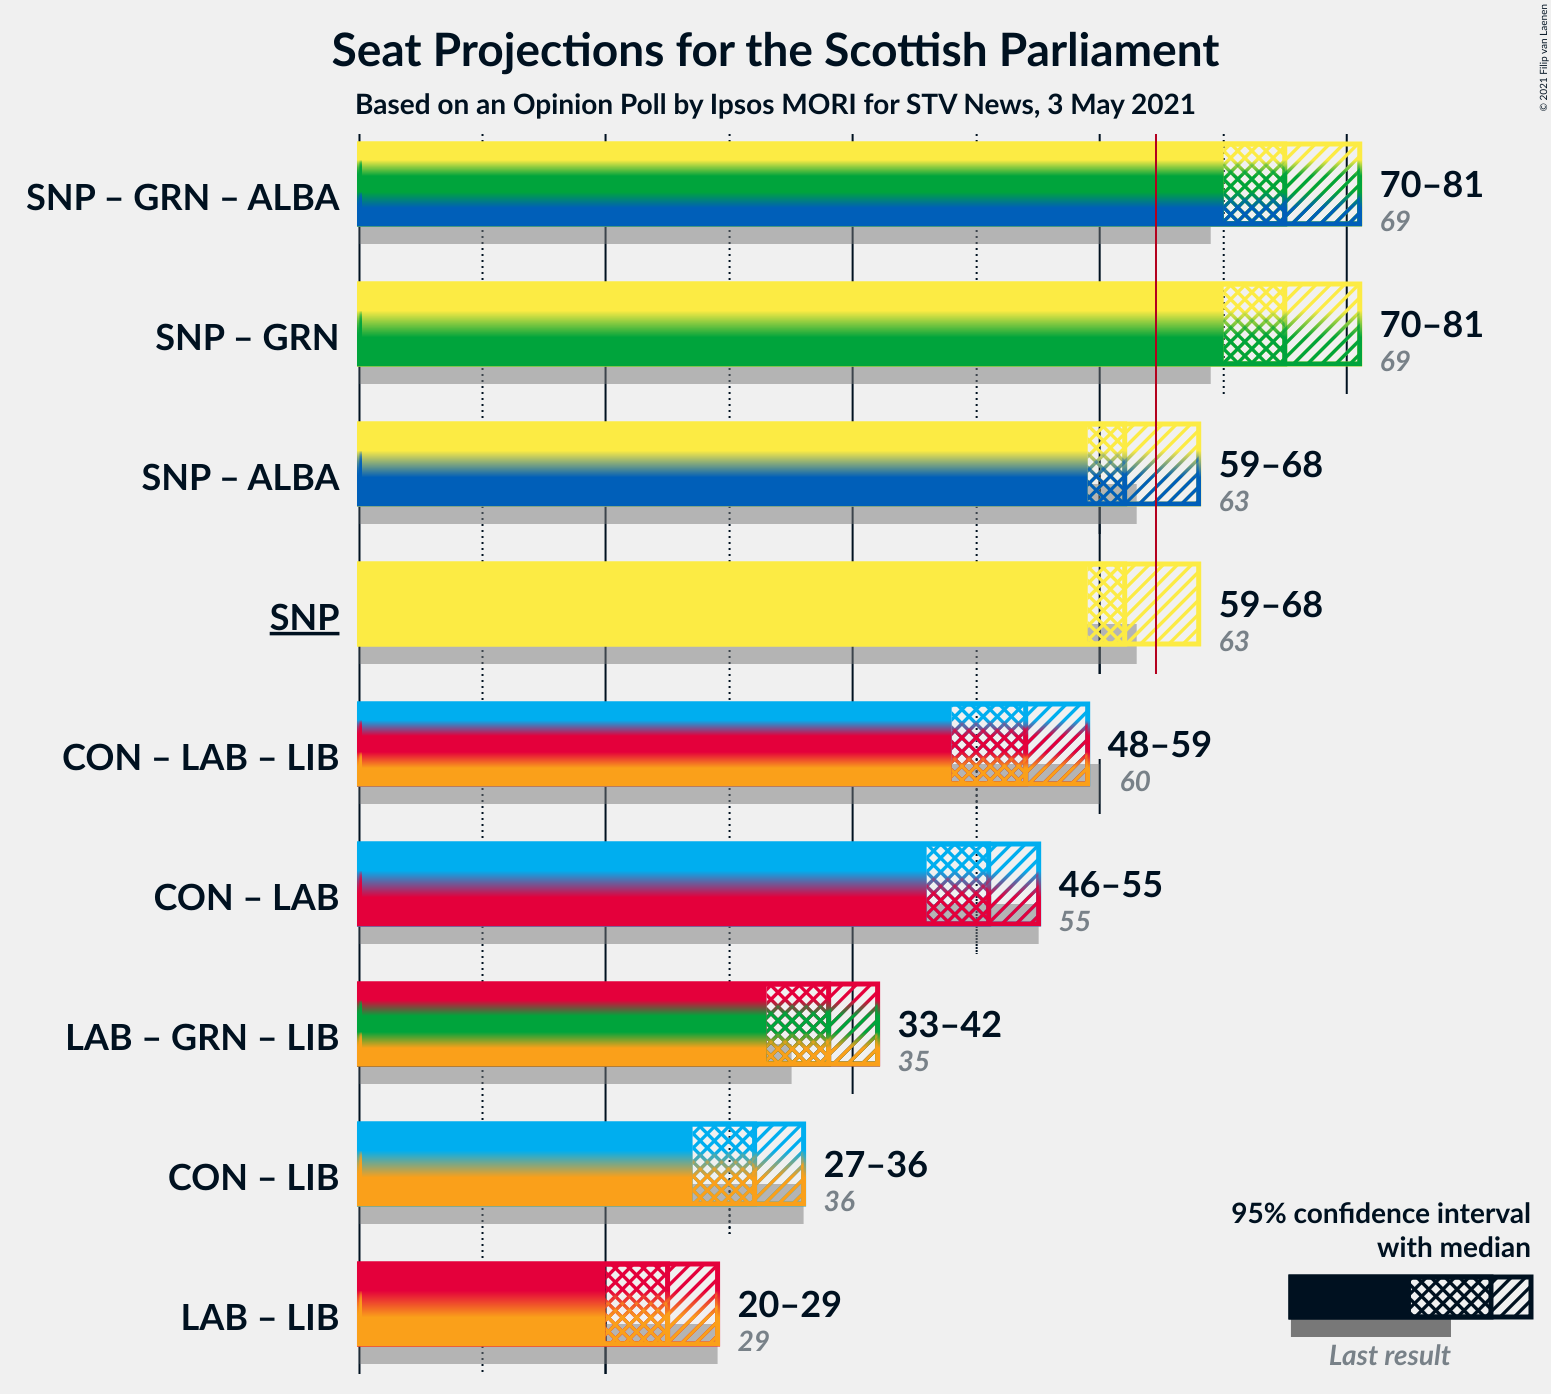 Seat Projections for the Scottish Parliament
Based on an Opinion Poll by Ipsos MORI for STV News, 3 May 2021
© 2021 Filip van Laenen
SNP – GRN – ALBA
70–81
69
SNP – GRN
70–81
69
SNP – ALBA
59–68
63
SNP
59–68
63
CON – LAB – LIB
48–59
60
CON – LAB
46–55
55
LAB – GRN – LIB
33–42
35
CON – LIB
27–36
36
LAB – LIB
20–29
29
95% confidence interval
with median
Last result